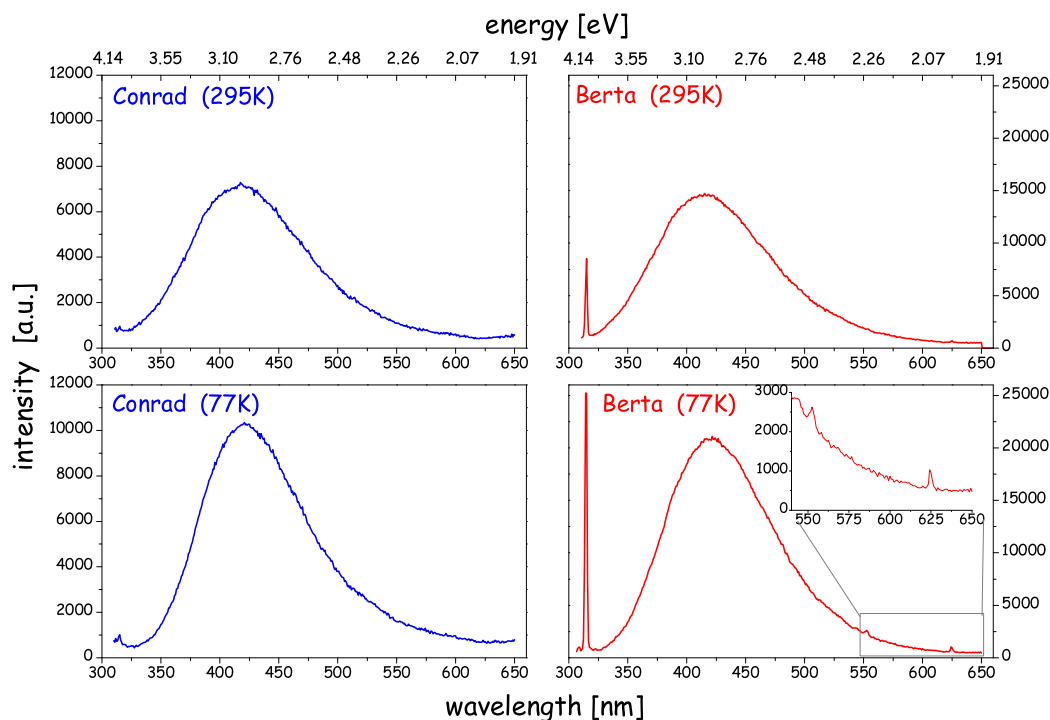 energy [eV]
4.14 3.55 3.10 2.76 2.48 2.26 2.07 1.91
4.14 3.55 3.10 2.76 2.48 2.26 2.07 1.91
Conrad (295K)
12000
10000
8000
6000
4000
2000
0
300 350 400 450 500 550 600 650
Berta (295K)
25000
20000
15000
10000
5000
0
300 350 400 450 500 550 600 650
intensity [a.u.]
Conrad (77K)
12000
10000
8000
6000
4000
2000
0
300 350 400 450 500 550 600 650
Berta (77K)
3000
2000
1000
0
550 575 600 625 650
25000
20000
15000
10000
5000
0
300 350 400 450 500 550 600 650
wavelength [nm]